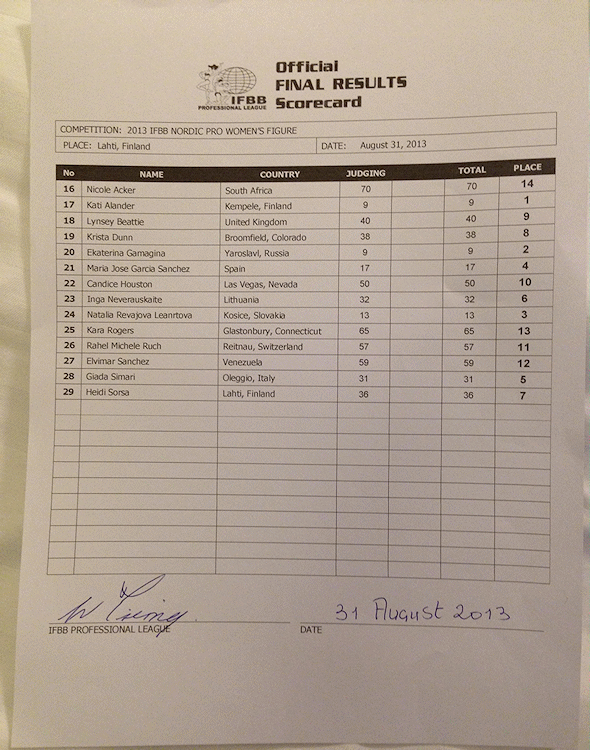 Official
FINAL RESULTS
Scorecard
IFBB
PROFESSIONAL LEAGUE
COMPETITION: 2013 IFBB NORDIC PRO WOMEN'S FIGURE
PLACE: Lahti, Finland DATE: August 31, 2013
No NAME COUNTRY JUDGING TOTAL PLACE
16 Nicole Acker South Africa 70 70 14
17 Kati Alander Kempele, Finland 9 9 1
18 Lynsey Beattie United Kingdom 40 40 9
19 Krista Dunn Broomfield, Colorado 38 38 8
20 Ekaterina Gamagina Yaroslavl, Russia 9 9 2
21 Maria Jose Garcia Sanchez Spain 17 17 4
22 Candice Houston Las Vegas, Nevada 50 50 10
23 Inga Neverauskaite Lithuania 32 32 6
24 Natalia Revajova Leanrtova Kosice, Slovakia 13 13 3
25 Kara Rogers Glastonbury, Connecticut 65 65 13
26 Rahel Michele Ruch Reitnau, Switzerland 57 57 11
27 Elvimar Sanchez Venezuela 59 59 12
28 Giada Simari Oleggio, Italy 31 31 5
29 Heidi Sorsa Lahti, Finland 36 36 7
31 August 2013
IFBB PROFESSIONAL LEAGUE DATE